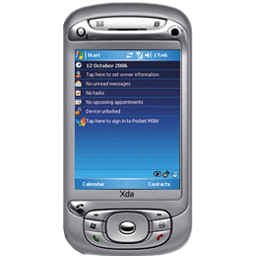 Start 17:46
12 October 2006
Tap here to set owner information
No unread messages
No tasks
No upcoming appointments
Device unlocked
Tap here to sign in to Pocket MSN!
Calendar Contacts
Xda